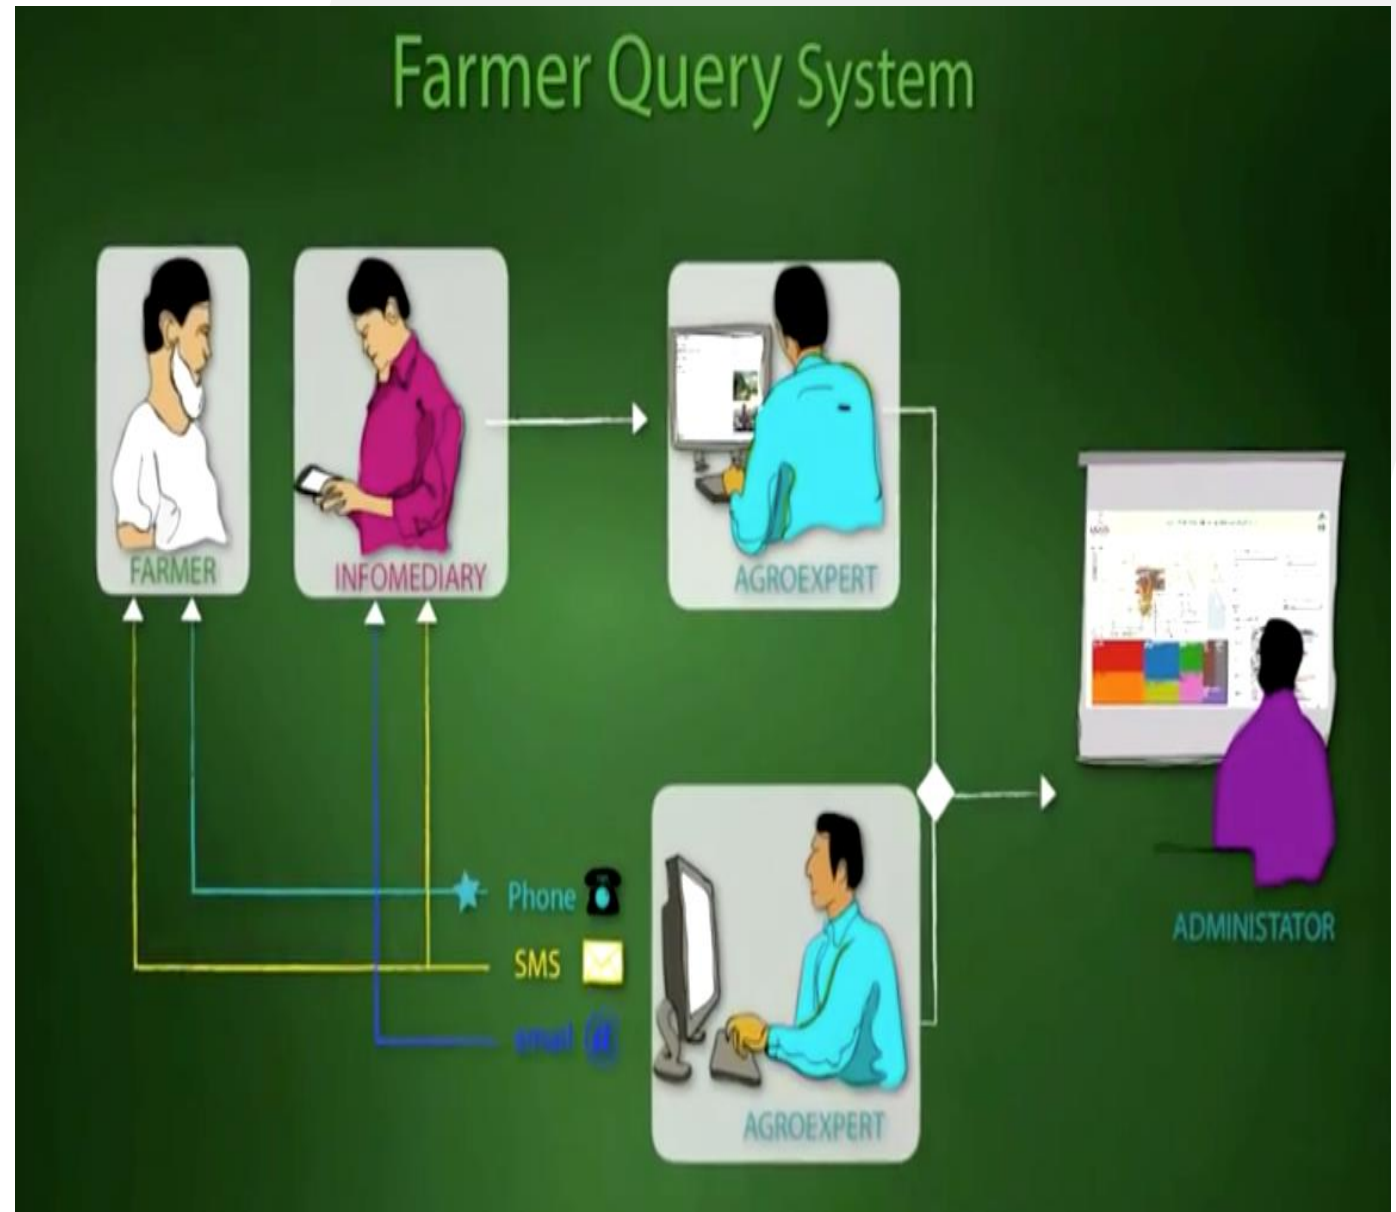 Farmer Query System
FARMER
INFOMEDIARY
AGROEXPERT
Phone
SMS
email
AGROEXPERT
ADMINISTATOR